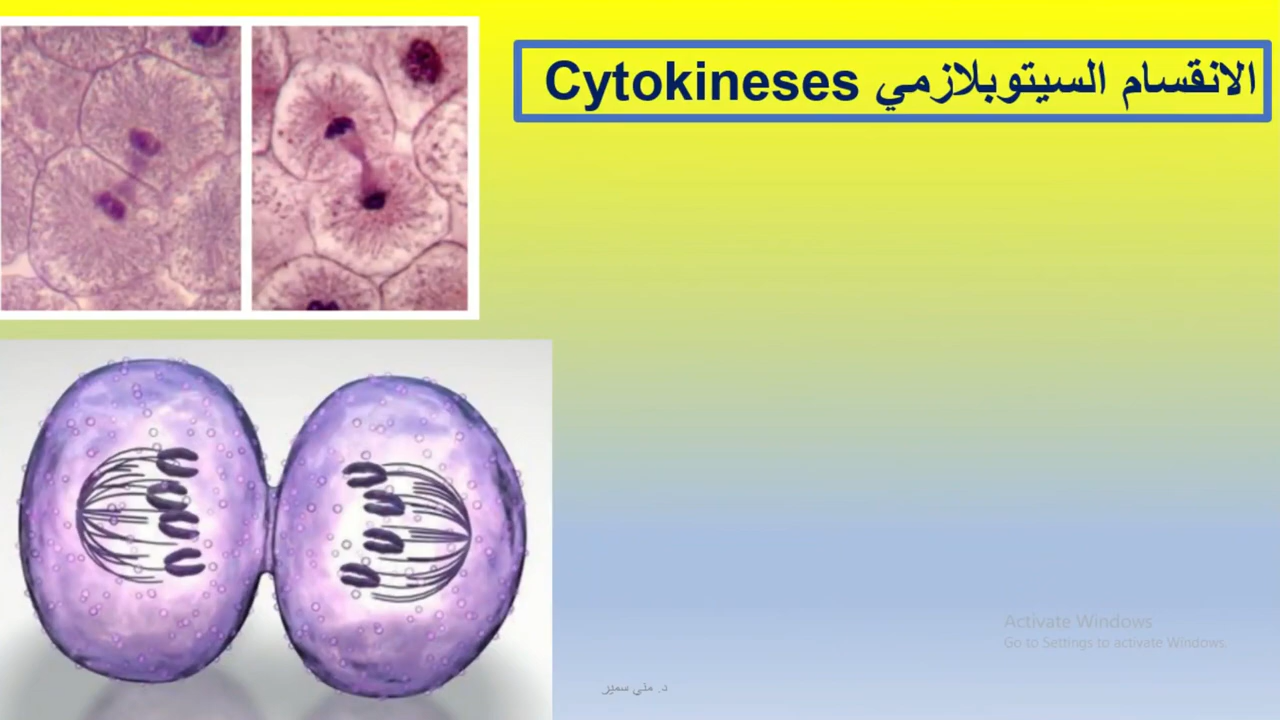 الانقسام السيتوبلازمي Cytokineses
Activate Windows
Go to Settings to activate Windows.
د. منى سمير